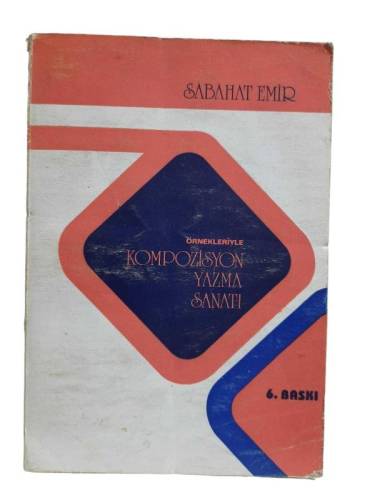 SABAHAT EMİR
ÖRNEKLERİYLE
KOMPOZİSYON
YAZMA
SANATI
6. BASKI